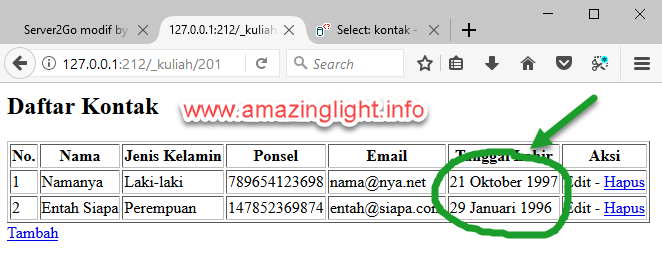 Server2Go modif by
127.0.0.1:212/_kuliah/
Select: kontak -
127.0.0.1:212/_kuliah/201
Search
Daftar Kontak
www.amazinglight.info
No. Nama Jenis Kelamin Ponsel Email Tanggal Lahir Aksi
1 Namanya Laki-laki 789654123698 nama@nya.net 21 Oktober 1997 Edit - Hapus
2 Entah Siapa Perempuan 147852369874 entah@siapa.com 29 Januari 1996 Edit - Hapus
Tambah